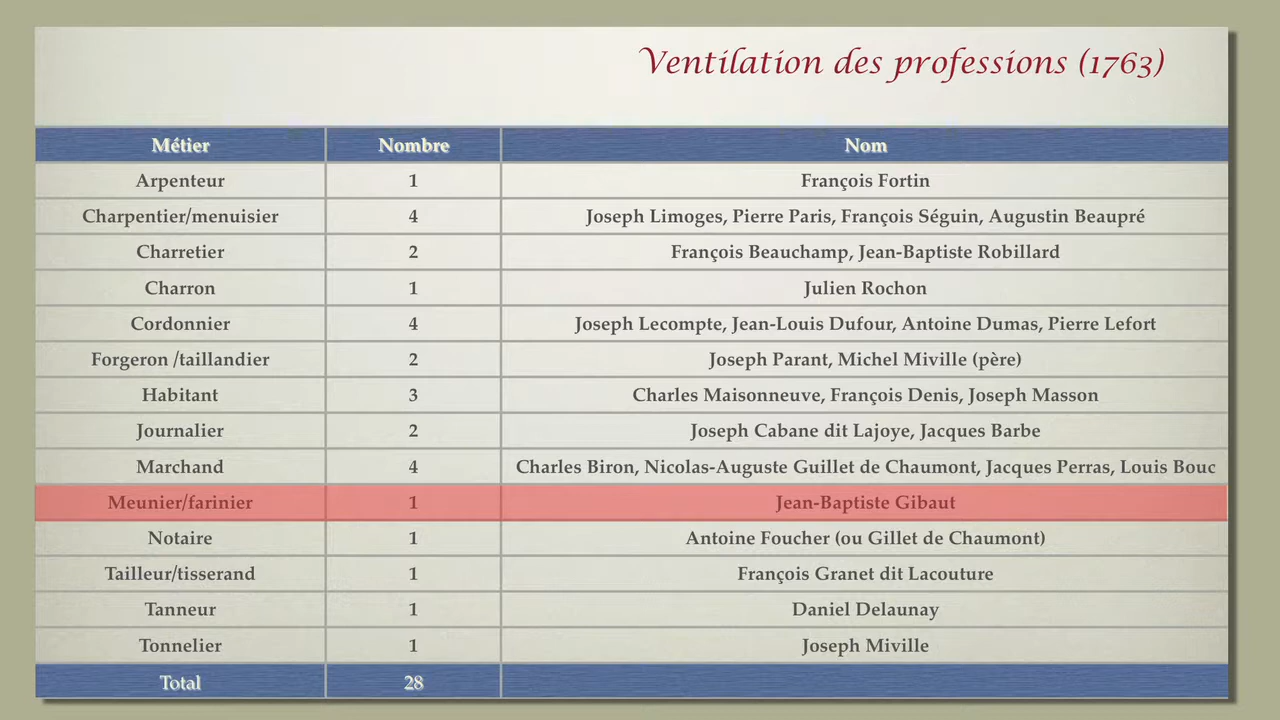 Ventilation des professions (1763)
Métier Nombre Nom
Arpenteur 1 François Fortin
Charpentier/menuisier 4 Joseph Limoges, Pierre Paris, François Séguin, Augustin Beaupré
Charretier 2 François Beauchamp, Jean-Baptiste Robillard
Charron 1 Julien Rochon
Cordonnier 4 Joseph Lecompte, Jean-Louis Dufour, Antoine Dumas, Pierre Lefort
Forgeron /taillandier 2 Joseph Parant, Michel Miville (père)
Habitant 3 Charles Maisonneuve, François Denis, Joseph Masson
Journalier 2 Joseph Cabane dit Lajoye, Jacques Barbe
Marchand 4 Charles Biron, Nicolas-Auguste Guillet de Chaumont, Jacques Perras, Louis Bouc
Meunier/farinier 1 Jean-Baptiste Gibaut
Notaire 1 Antoine Foucher (ou Gillet de Chaumont)
Tailleur/tisserand 1 François Granet dit Lacouture
Tanneur 1 Daniel Delaunay
Tonnelier 1 Joseph Miville
Total 28